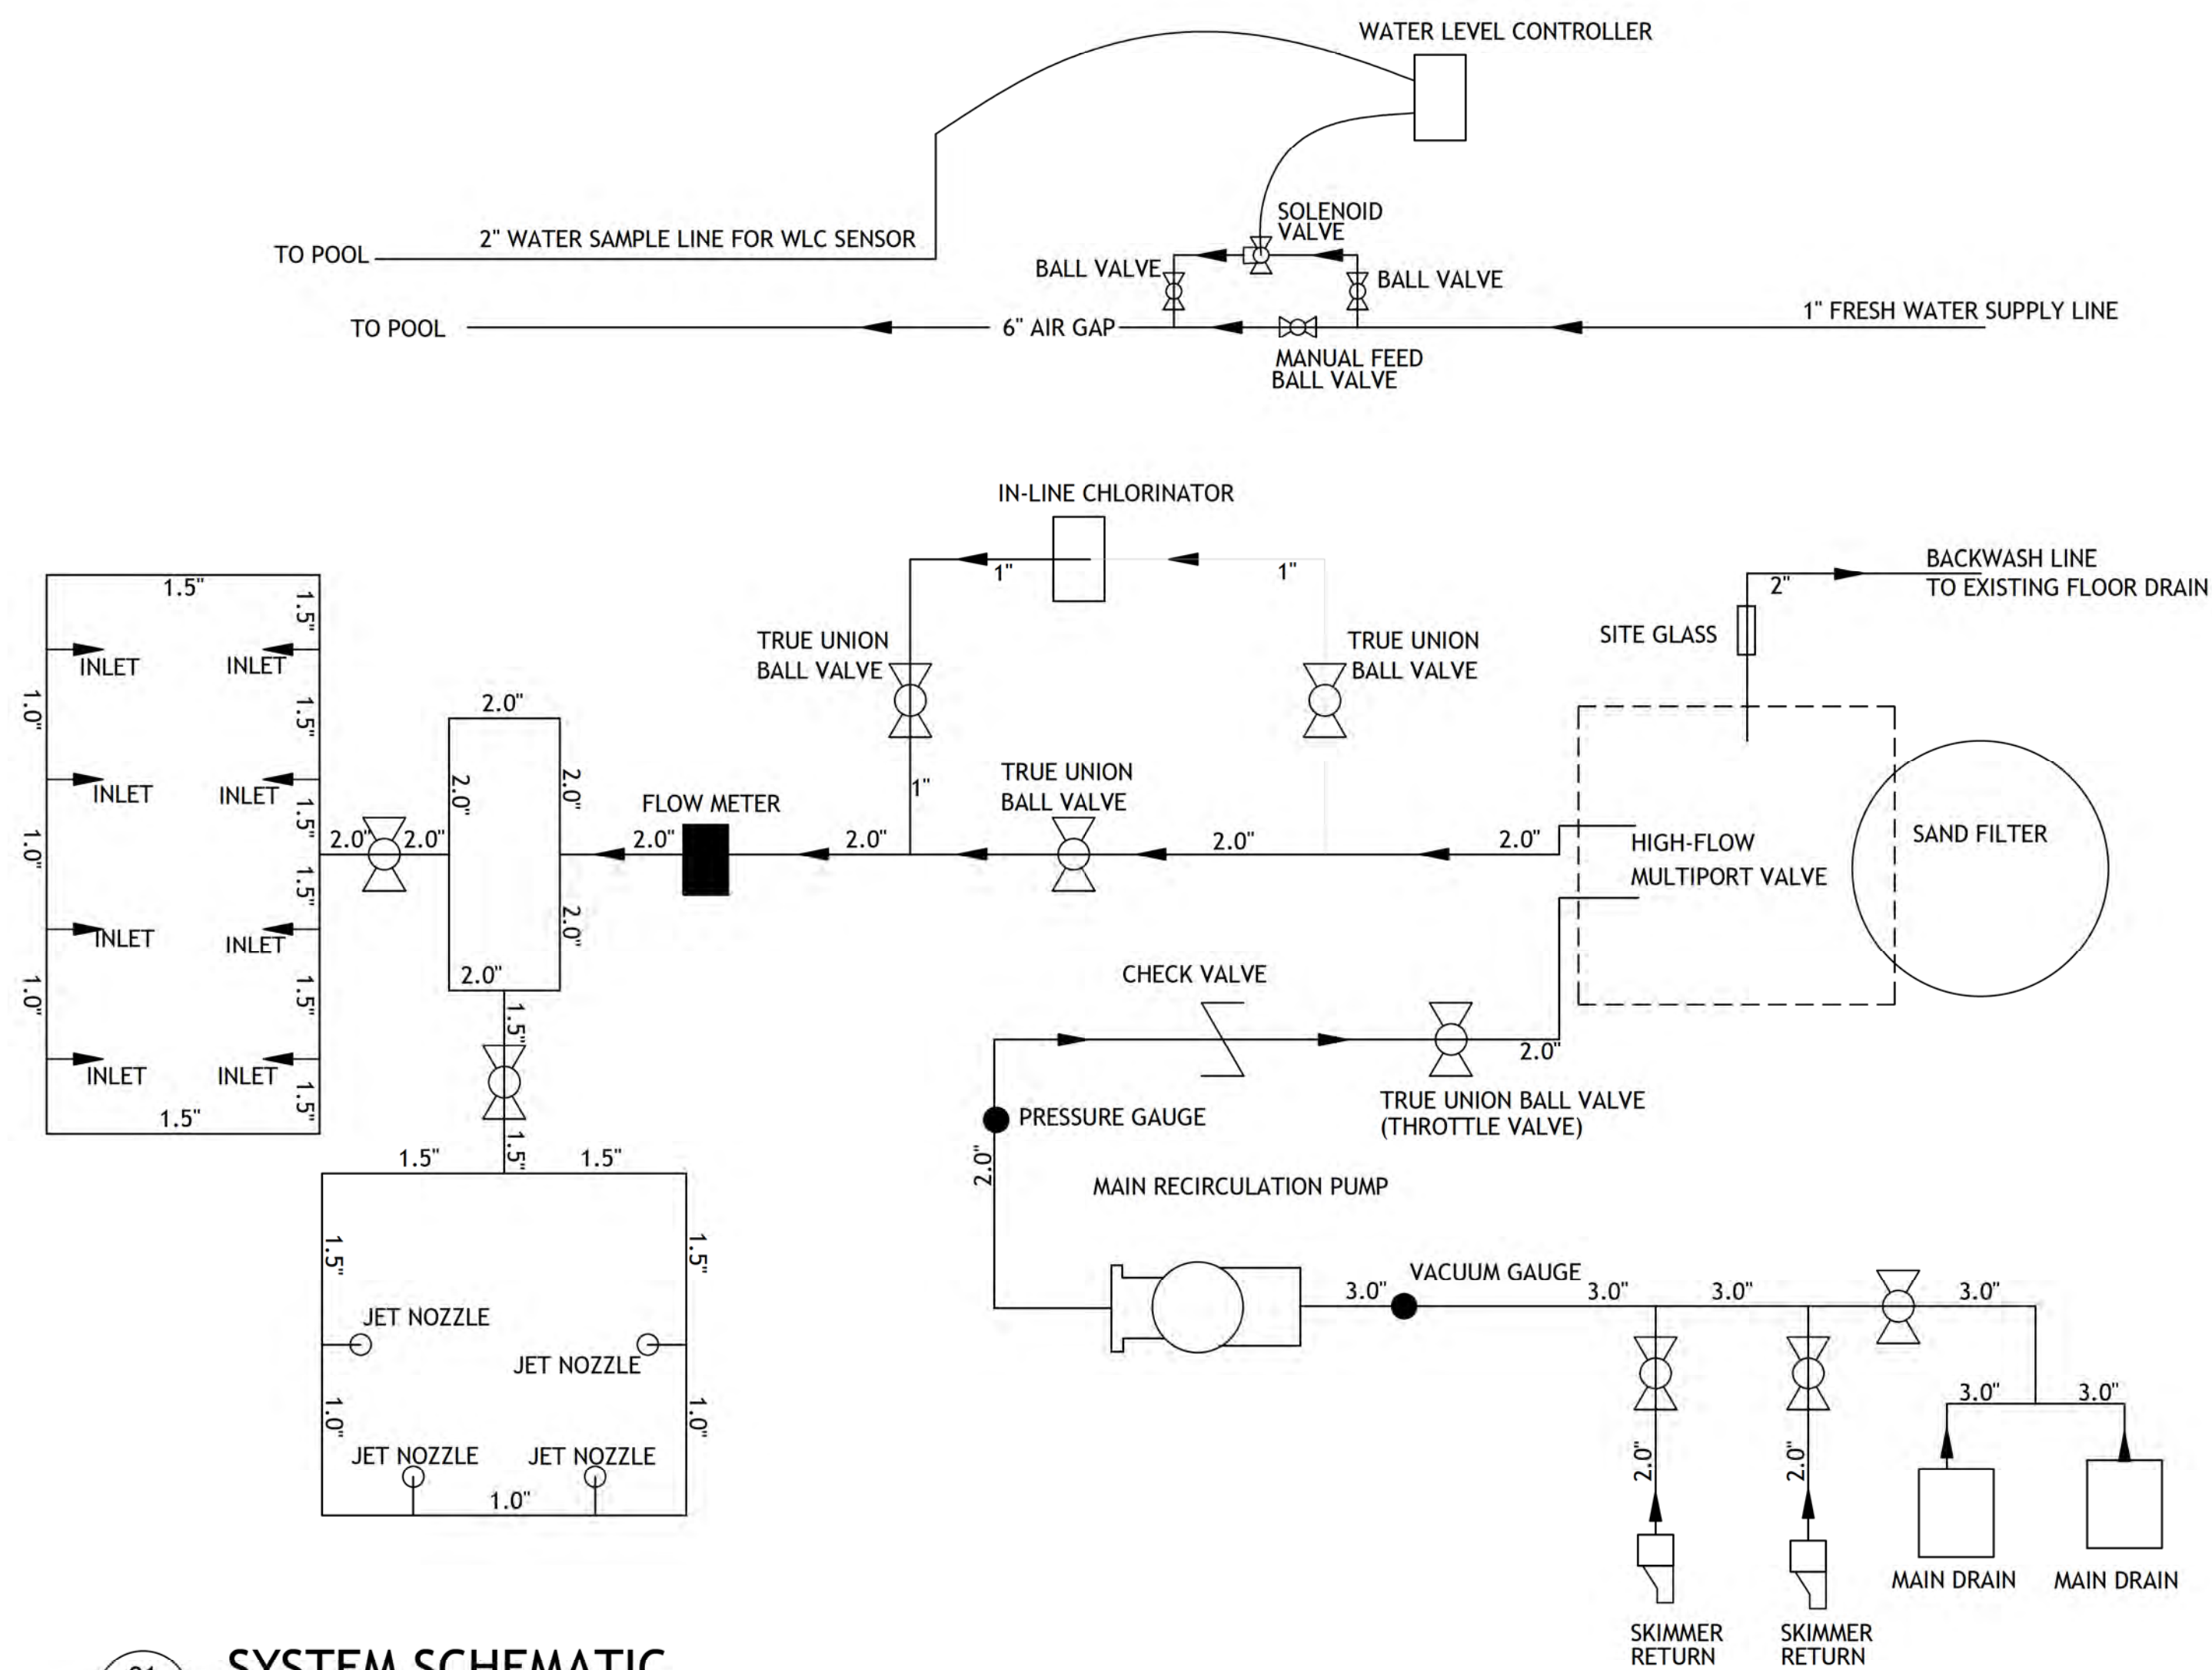 WATER LEVEL CONTROLLER
SOLENOID
VALVE
2" WATER SAMPLE LINE FOR WLC SENSOR
TO POOL
BALL VALVE
BALL VALVE
1" FRESH WATER SUPPLY LINE
TO POOL
6" AIR GAP
MANUAL FEED
BALL VALVE
IN-LINE CHLORINATOR
1"
1"
TRUE UNION
BALL VALVE
TRUE UNION
BALL VALVE
1"
TRUE UNION
BALL VALVE
BACKWASH LINE
TO EXISTING FLOOR DRAIN
2"
SITE GLASS
SAND FILTER
HIGH-FLOW
MULTIPORT VALVE
2.0"
2.0"
2.0"
FLOW METER
2.0"
2.0"
2.0"
2.0"
2.0"
2.0"
2.0"
2.0"
1.5"
1.5"
INLET
INLET
1.0"
1.5"
INLET
INLET
1.5"
1.0"
1.5"
INLET
INLET
1.0"
1.5"
INLET
INLET
1.5"
1.5"
1.5"
1.5"
1.5"
1.5"
1.5"
1.5"
JET NOZZLE
JET NOZZLE
1.0"
1.0"
JET NOZZLE
JET NOZZLE
1.0"
CHECK VALVE
2.0"
TRUE UNION BALL VALVE
(THROTTLE VALVE)
PRESSURE GAUGE
2.0"
MAIN RECIRCULATION PUMP
VACUUM GAUGE
3.0"
3.0"
3.0"
3.0"
3.0"
3.0"
2.0"
2.0"
MAIN DRAIN
MAIN DRAIN
SKIMMER
RETURN
SKIMMER
RETURN
SYSTEM SCHEMATIC